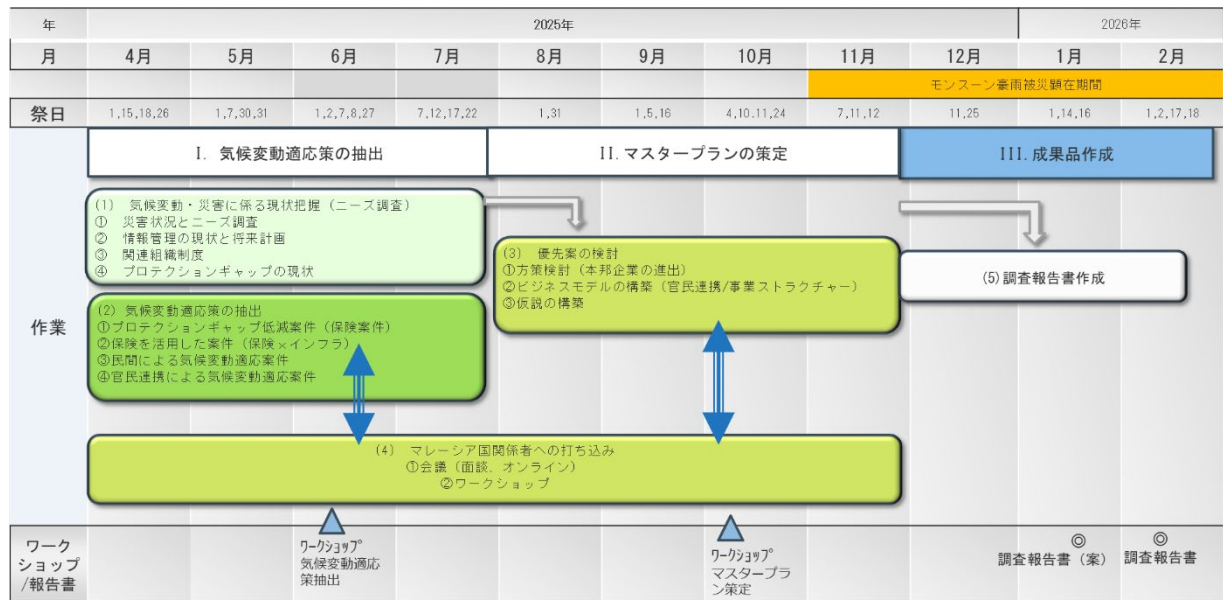 年
2025年
2026年
月
4月
5月
6月
7月
8月
9月
10月
11月
12月
1月
2月
モンスーン豪雨被災顕在期間
祭日
1,15,18,26
1,7,30,31
1,2,7,8,27
7,12,17,22
1,31
1,5,16
4,10.11,24
7,11,12
11,25
1,14,16
1,2,17,18
I. 気候変動適応策の抽出
II.マスタープランの策定
III.成果品作成
作業
(1) 気候変動・災害に係る現状把握（ニーズ調査）
① 災害状況とニーズ調査
② 情報管理の現状と将来計画
③ 関連組織制度
④ プロテクションギャップの現状
(2) 気候変動適応策の抽出
①プロテクションギャップ低減案件（保険案件）
②保険を活用した案件（保険×インフラ）
③民間による気候変動適応案件
④官民連携による気候変動適応案件
(3) 優先案の検討
①方策検討（本邦企業の進出）
②ビジネスモデルの構築（官民連携/事業ストラクチャー）
③仮説の構築
(5)調査報告書作成
(4) マレーシア国関係者への打ち込み
①会議（面談、オンライン）
②ワークショップ
ワーク
ショップ
/報告書
ﾜｰｸｼｮｯﾌﾟ
気候変動適応
策抽出
ﾜｰｸｼｮｯﾌﾟ
マスタープラ
ン策定
◎
調査報告書（案）
◎
調査報告書